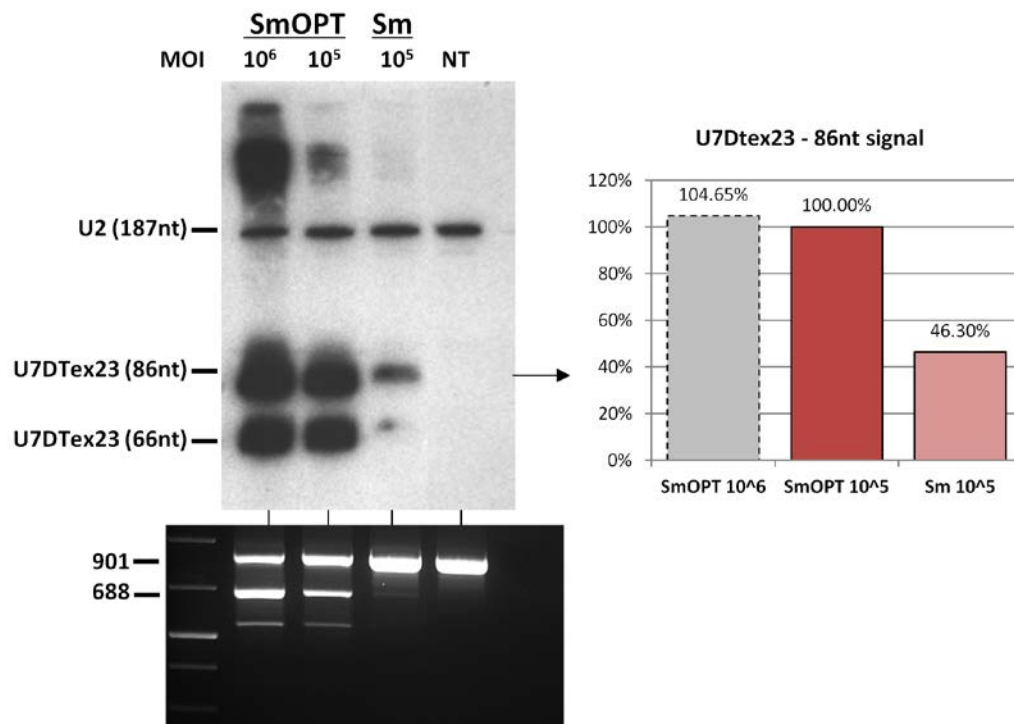 SmOPT Sm
MOI 10⁶ 10⁵ 10⁵ NT
U2 (187nt)
U7DTex23 (86nt)
U7DTex23 (66nt)
901
688
U7Dtex23 - 86nt signal
120%
100%
80%
60%
40%
20%
0%
104.65%
100.00%
46.30%
SmOPT 10^6 SmOPT 10^5 Sm 10^5